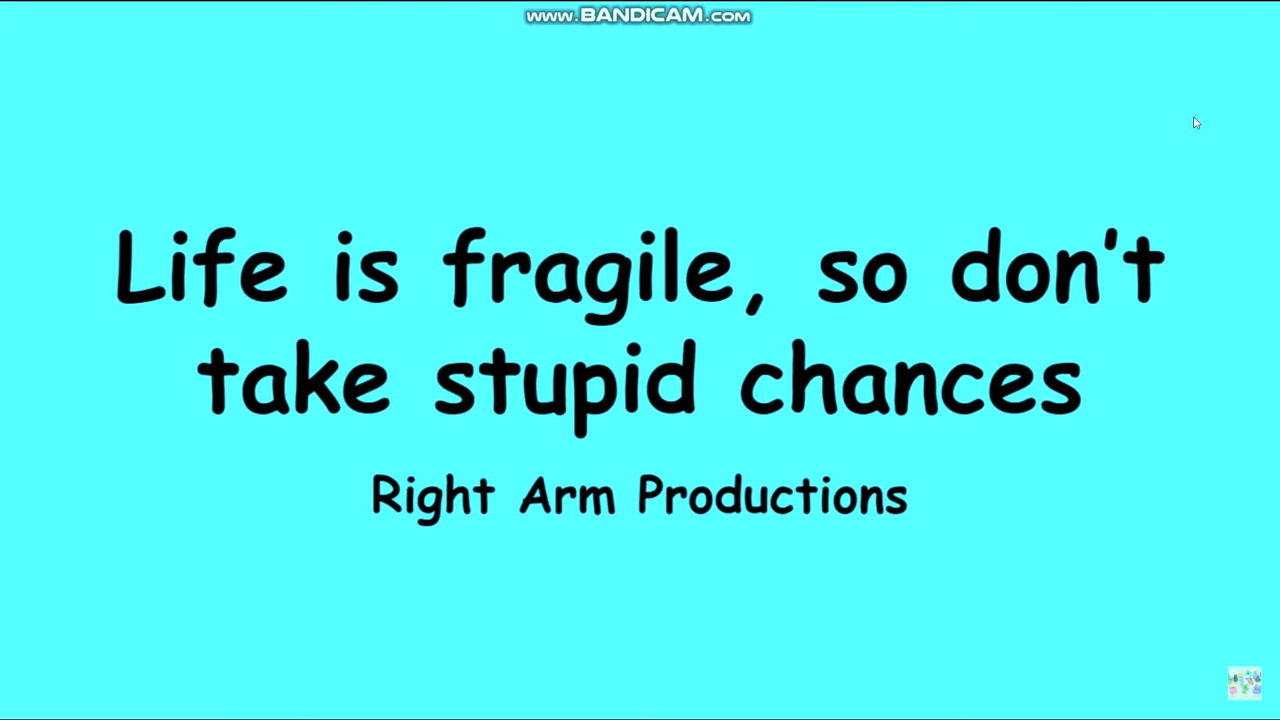 www.BANDICAM.com
Life is fragile, so don't
take stupid chances
Right Arm Productions